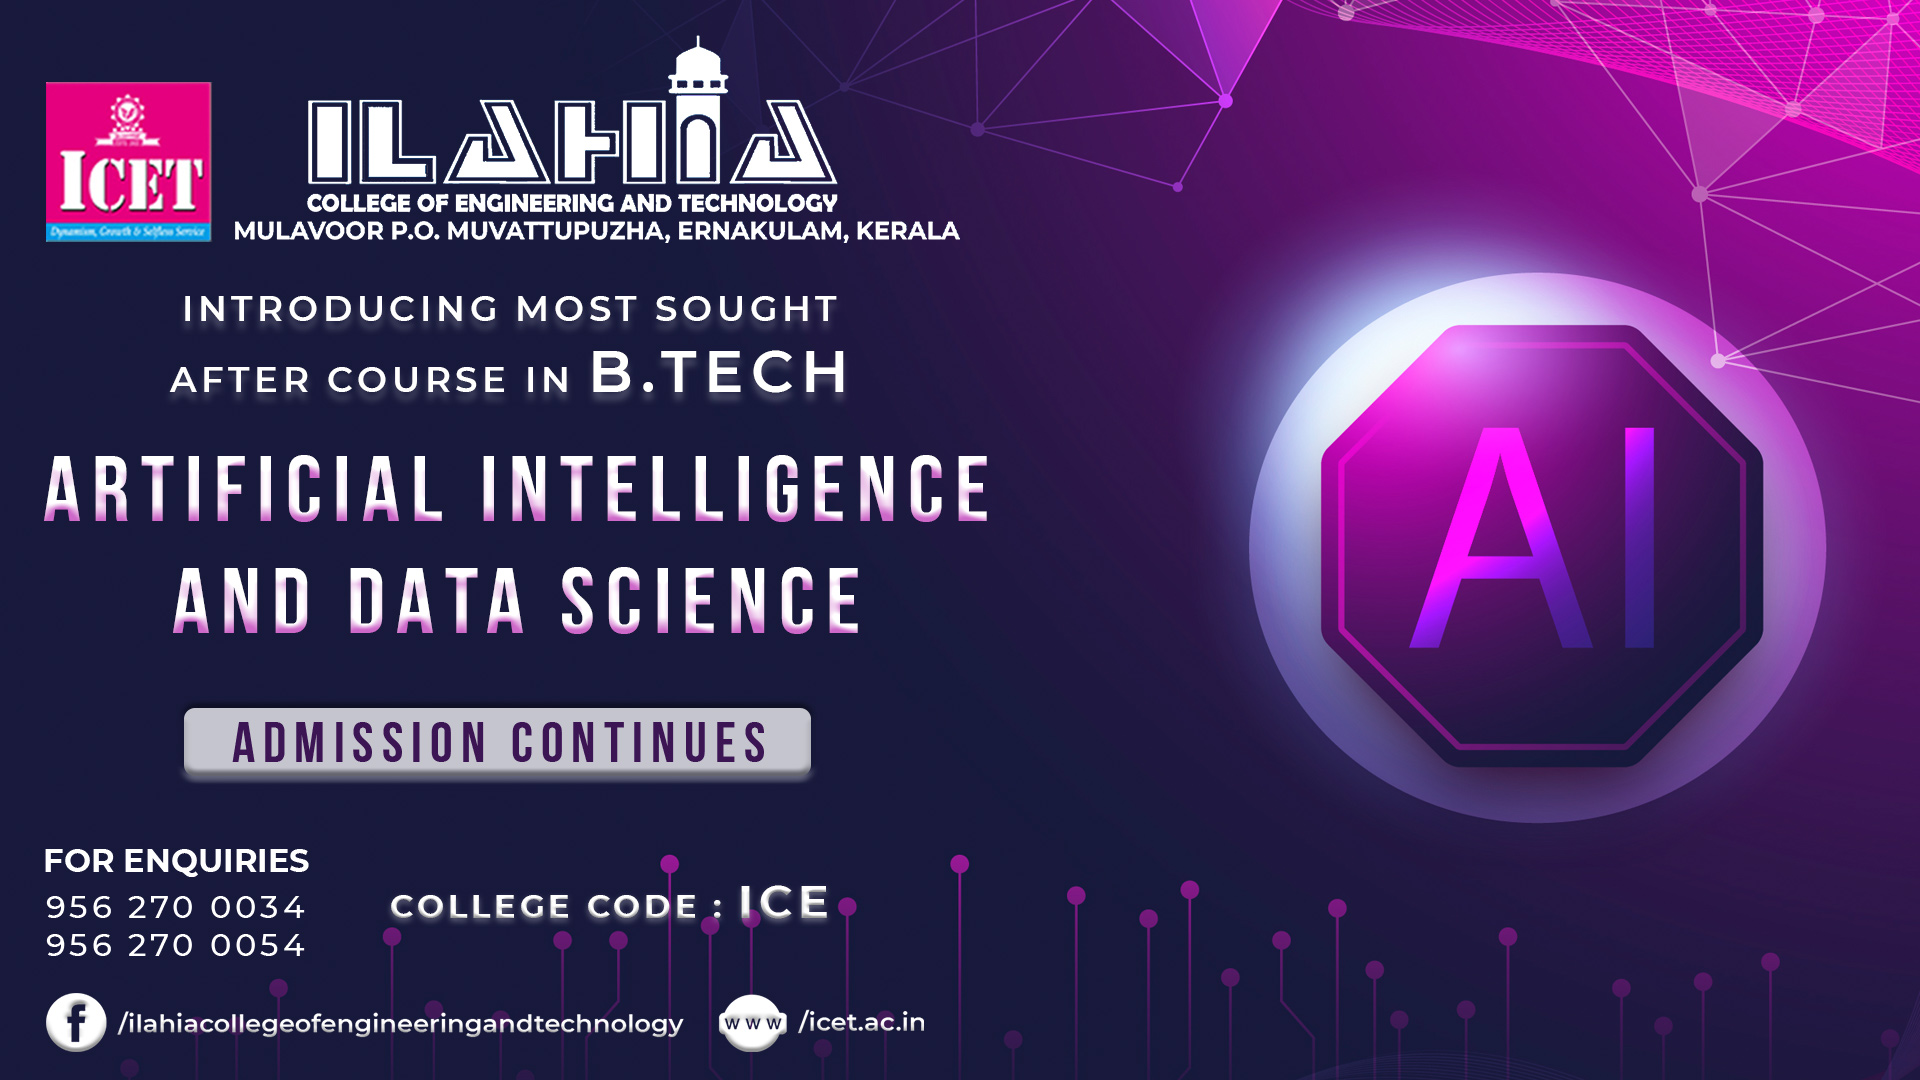 ICET
Dynamism, Growth & Selfless Service
ILAHIA
COLLEGE OF ENGINEERING AND TECHNOLOGY
MULAVOOR P.O. MUVATTUPUZHA, ERNAKULAM, KERALA
INTRODUCING MOST SOUGHT
AFTER COURSE IN B.TECH
ARTIFICIAL INTELLIGENCE
AND DATA SCIENCE
ADMISSION CONTINUES
AI
FOR ENQUIRIES
956 270 0034
956 270 0054
COLLEGE CODE : ICE
f /ilahiacollegeofengineeringandtechnology
www /icet.ac.in